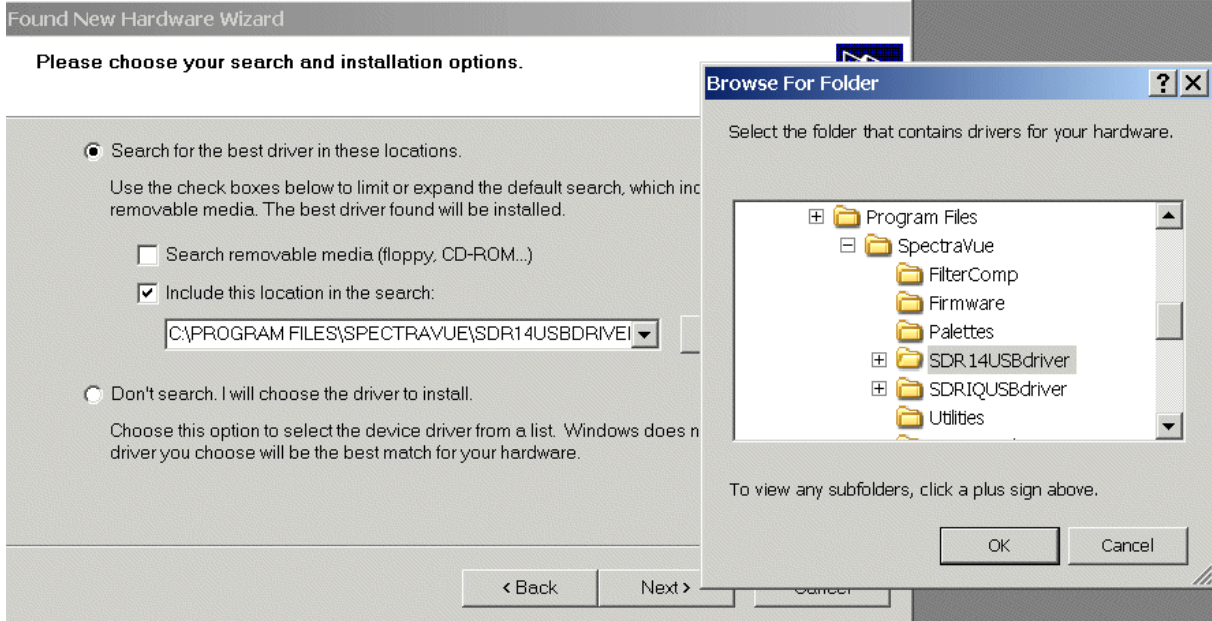 Found New Hardware Wizard
Please choose your search and installation options.
Search for the best driver in these locations.
Use the check boxes below to limit or expand the default search, which inc
removable media. The best driver found will be installed.
Search removable media (floppy, CD-ROM...)
Include this location in the search:
C:\PROGRAM FILES\SPECTRAVUE\SDR14USBDRIVEI
Don't search. I will choose the driver to install.
Choose this option to select the device driver from a list. Windows does n
driver you choose will be the best match for your hardware.
< Back
Next >
Cancel
Browse For Folder
Select the folder that contains drivers for your hardware.
Program Files
SpectraVue
FilterComp
Firmware
Palettes
SDR14USBdriver
SDRIQUSBdriver
Utilities
To view any subfolders, click a plus sign above.
OK
Cancel